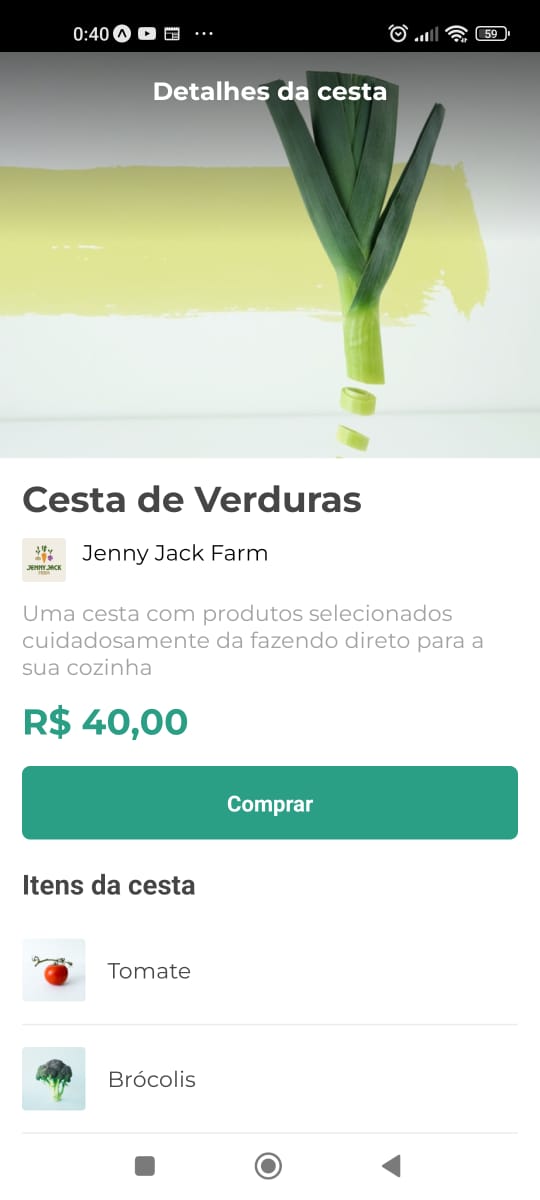 0:40
59
Detalhes da cesta
Cesta de Verduras
JENNY JACK
FARM
Jenny Jack Farm
Uma cesta com produtos selecionados
cuidadosamente da fazendo direto para a
sua cozinha
R$ 40,00
Comprar
Itens da cesta
Tomate
Brócolis